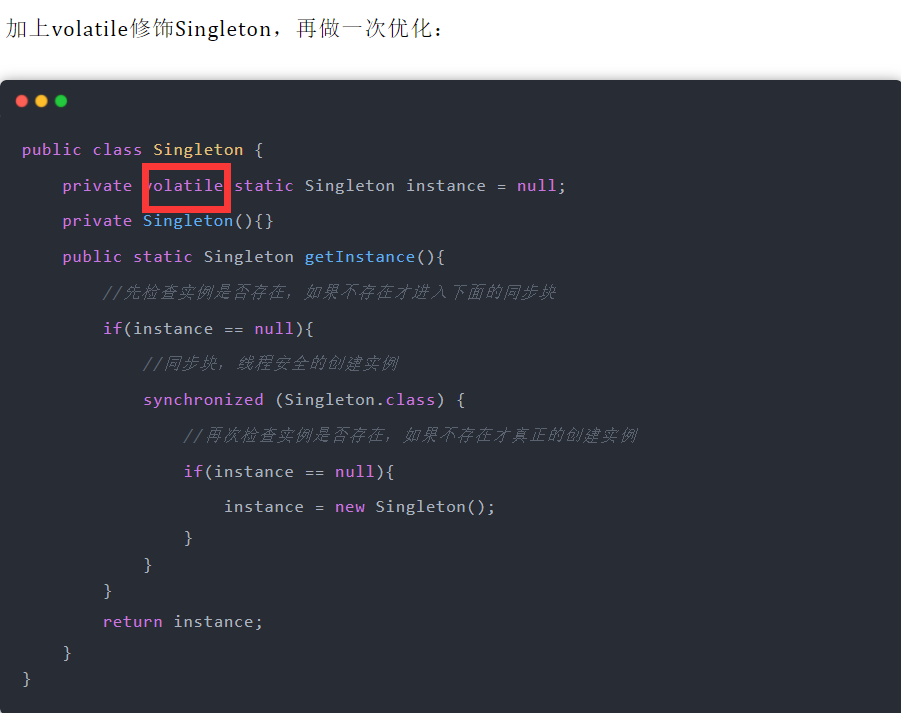 加上volatile修饰Singleton，再做一次优化：
public class Singleton {
private volatile static Singleton instance = null;
private Singleton(){}
public static Singleton getInstance(){
//先检查实例是否存在，如果不存在才进入下面的同步块
if(instance == null){
//同步块，线程安全的创建实例
synchronized (Singleton.class) {
//再次检查实例是否存在，如果不存在才真正的创建实例
if(instance == null){
instance = new Singleton();
}
}
}
return instance;
}
}